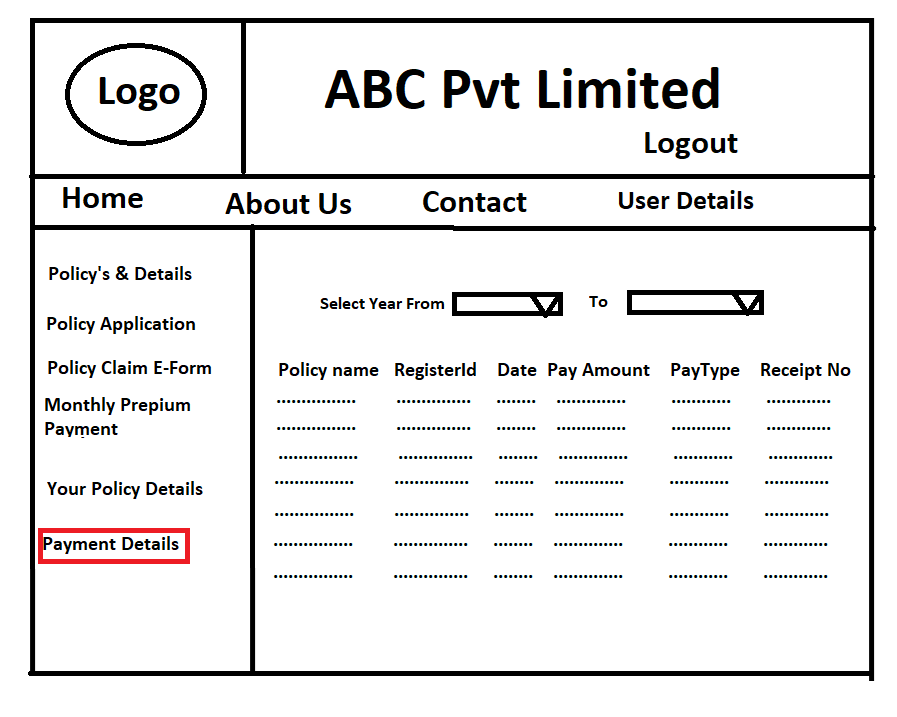 Logo
ABC Pvt Limited
Logout
Home About Us Contact User Details
Policy's & Details
Policy Application
Policy Claim E-Form
Monthly Prepium
Payment
Your Policy Details
Payment Details
Select Year From To
Policy name RegisterId Date Pay Amount PayType Receipt No